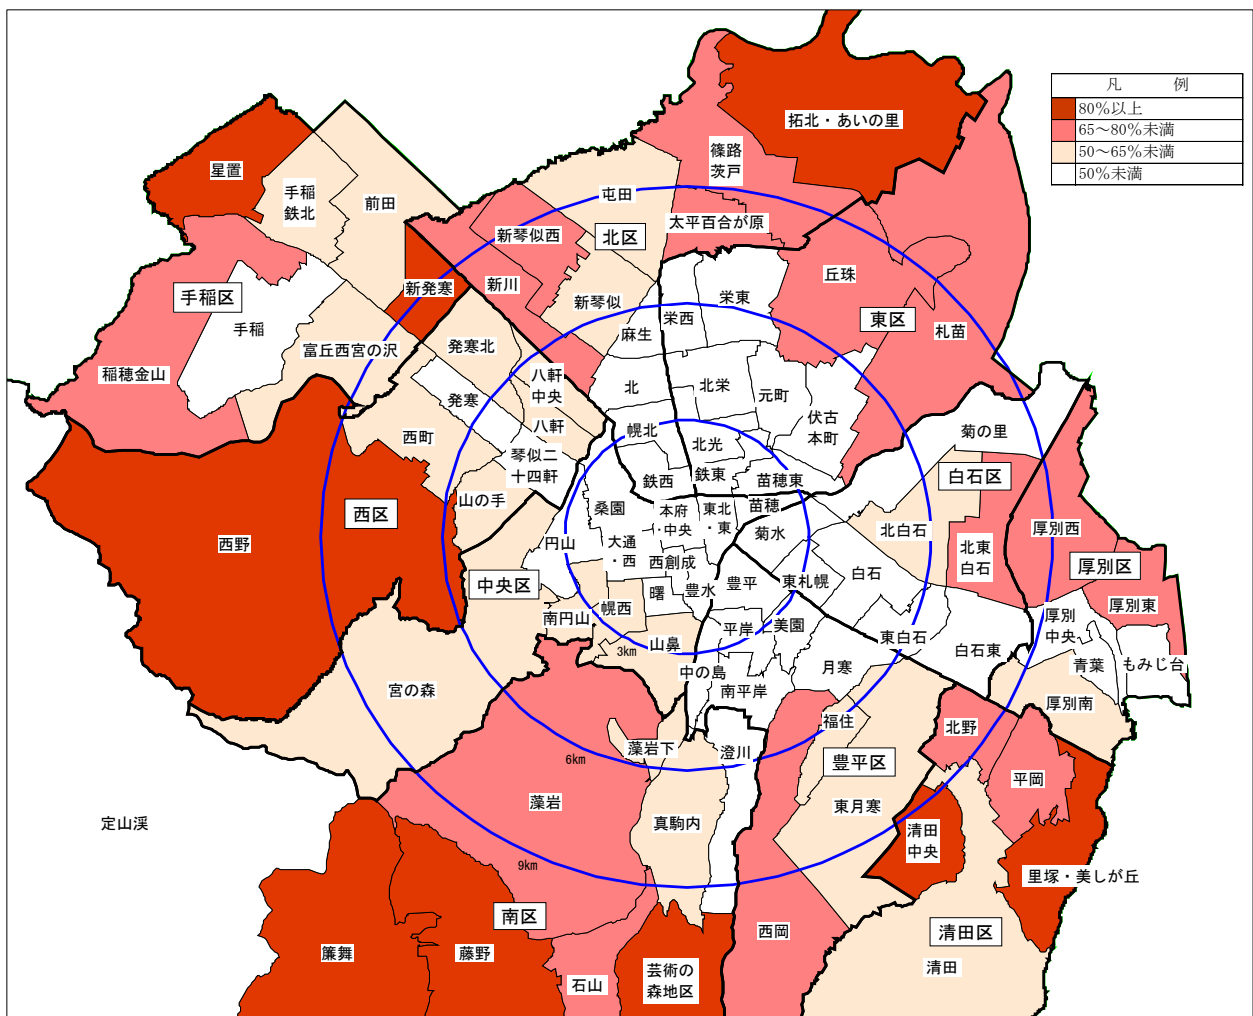 凡　　　例
80%以上
65～80%未満
50～65%未満
50%未満
拓北・あいの里
篠路
茨戸
星置
手稲
鉄北
前田
屯田
太平百合が原
新琴似西
北区
丘珠
新発寒
新川
手稲区
手稲
新琴似
栄東
栄西
麻生
東区
札苗
富丘西宮の沢
発寒北
稲穂金山
八軒
中央
北
北栄
元町
発寒
八軒
伏古
本町
西町
幌北
北光
菊の里
琴似二
十四軒
鉄西
鉄東
苗穂東
白石区
山の手
西区
桑園
本府
・中央
東北
・東
苗穂
菊水
北白石
厚別西
西野
円山
大通
・西
西創成
北東
白石
厚別区
中央区
曙
豊水
豊平
東札幌
白石
南円山
幌西
厚別東
山鼻
3km
平岸
美園
東白石
白石東
厚別
中央
青葉
もみじ台
中の島
南平岸
月寒
宮の森
厚別南
福住
北野
藻岩下
澄川
6km
豊平区
平岡
藻岩
東月寒
定山渓
真駒内
清田
中央
9km
里塚・美しが丘
南区
西岡
清田区
簾舞
藤野
石山
芸術の
森地区
清田